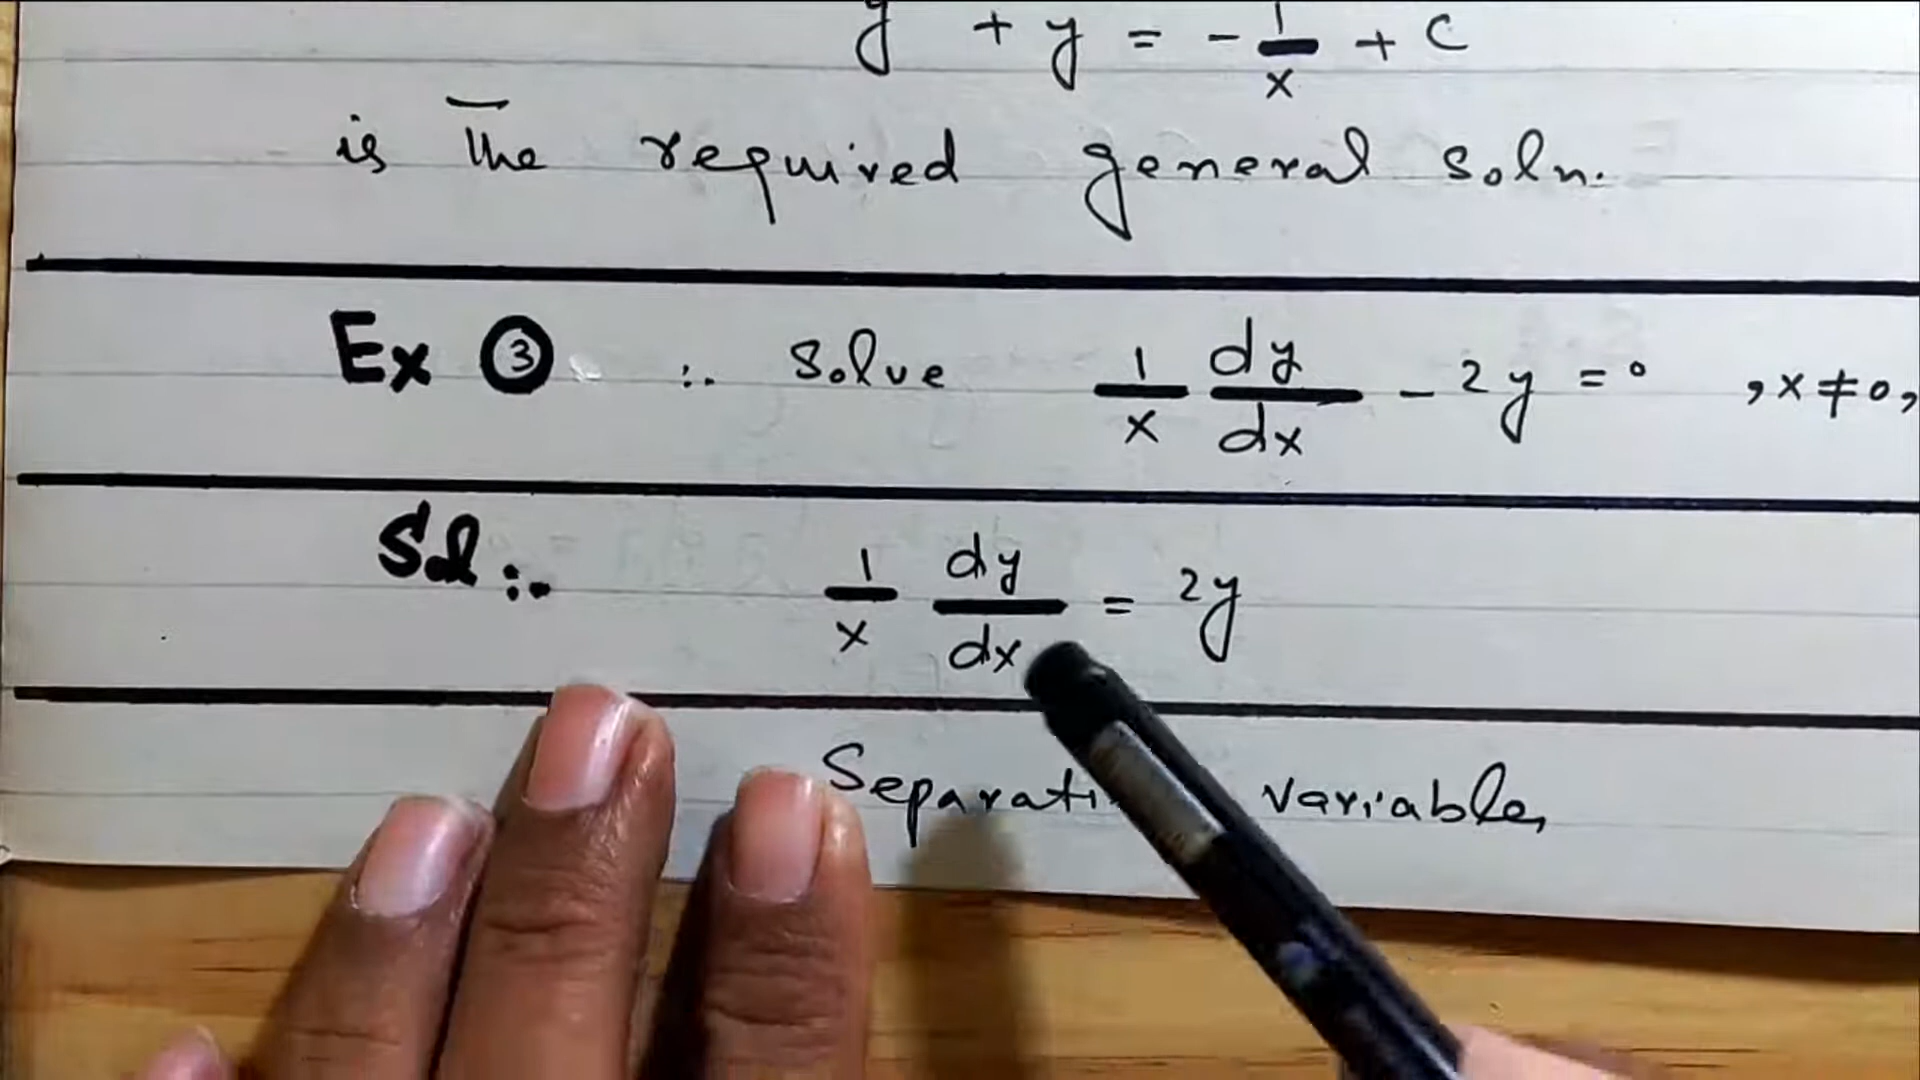 y + y = - 1/x + c
is the required general soln.
Ex ③ :. Solve 1/x dy/dx - 2y = 0 , x ≠ 0,
Sol :- 1/x dy/dx = 2y
variable,